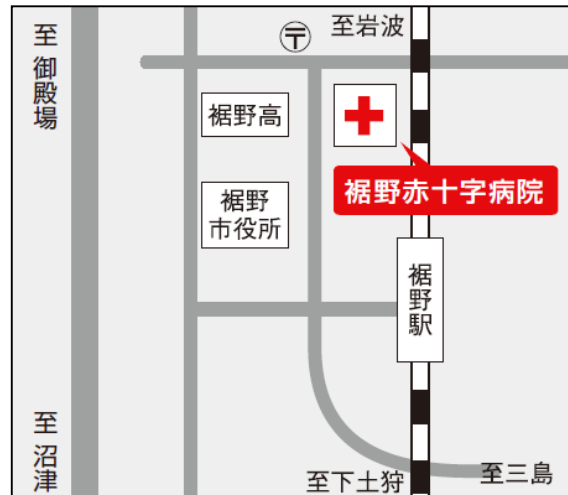 至御殿場
〒
至岩波
裾野高
裾野赤十字病院
裾野
市役所
裾野駅
至沼津
至下土狩
至三島